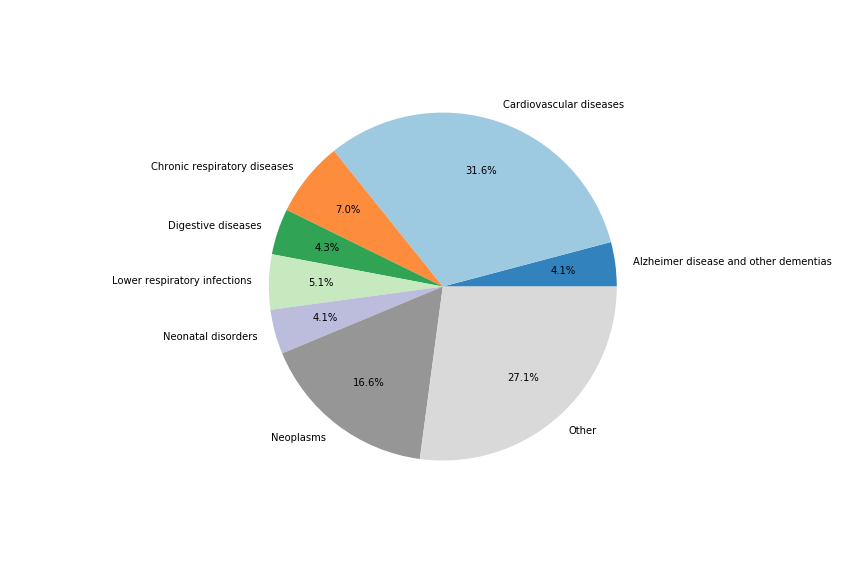 Cardiovascular diseases
31.6%
Chronic respiratory diseases
7.0%
Digestive diseases
4.3%
Alzheimer disease and other dementias
4.1%
Lower respiratory infections
5.1%
Neonatal disorders
4.1%
Neoplasms
16.6%
Other
27.1%